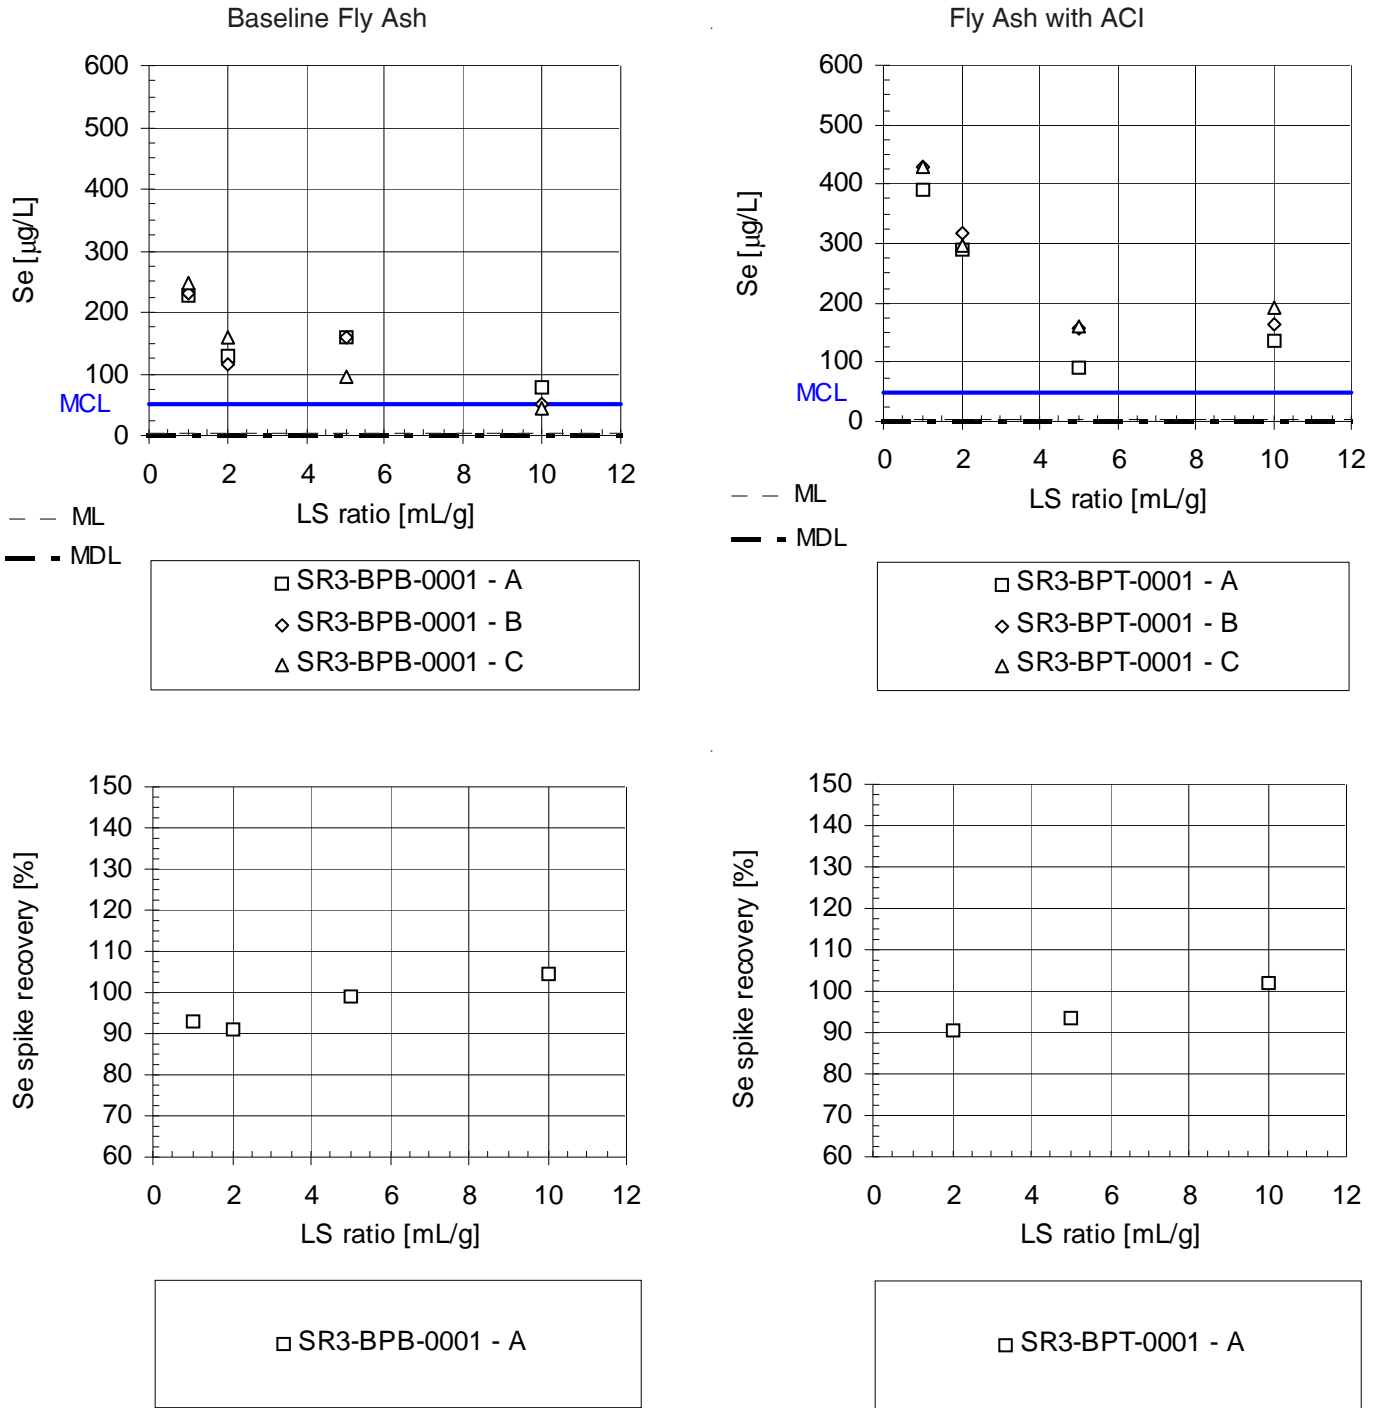 Baseline Fly Ash
600
500
400
300
200
100
0
Se [μg/L]
MCL
0 2 4 6 8 10 12
LS ratio [mL/g]
ML
MDL
SR3-BPB-0001 - A
SR3-BPB-0001 - B
SR3-BPB-0001 - C
Fly Ash with ACI
600
500
400
300
200
100
0
Se [μg/L]
MCL
0 2 4 6 8 10 12
LS ratio [mL/g]
ML
MDL
SR3-BPT-0001 - A
SR3-BPT-0001 - B
SR3-BPT-0001 - C
150
140
130
120
110
100
90
80
70
60
Se spike recovery [%]
0 2 4 6 8 10 12
LS ratio [mL/g]
SR3-BPB-0001 - A
150
140
130
120
110
100
90
80
70
60
Se spike recovery [%]
0 2 4 6 8 10 12
LS ratio [mL/g]
SR3-BPT-0001 - A